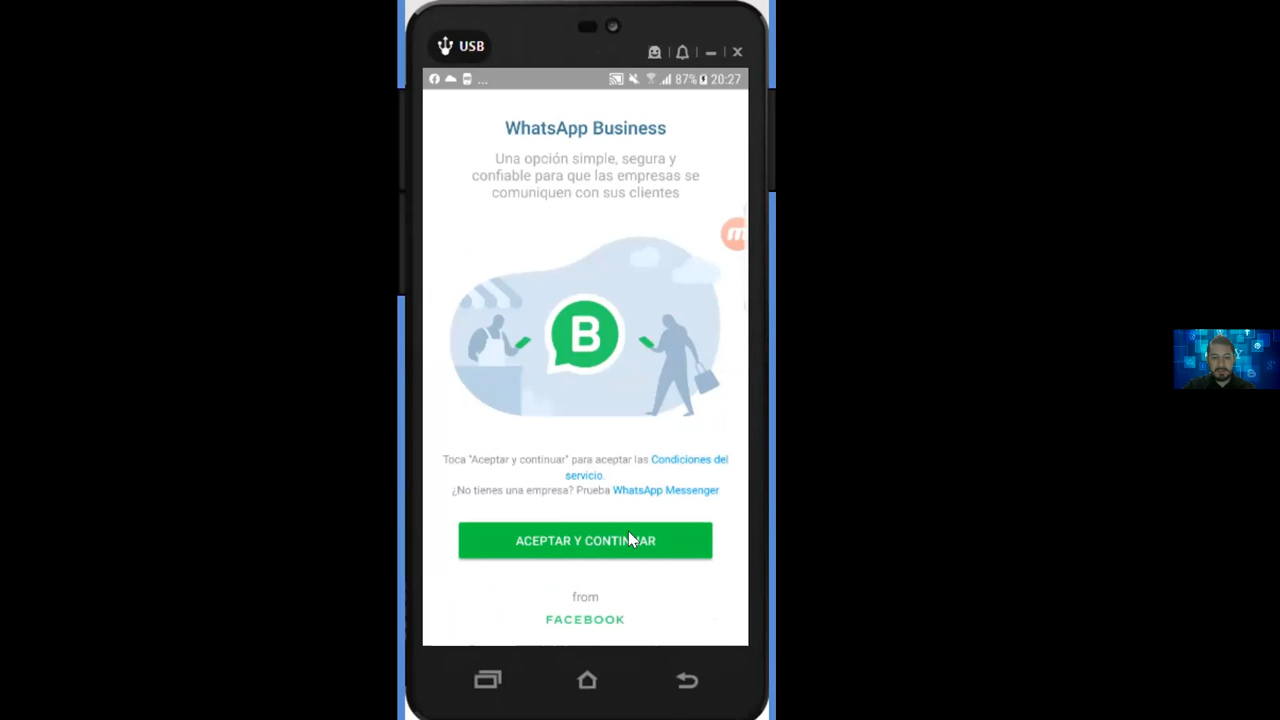 USB
... 87% 20:27
WhatsApp Business
Una opción simple, segura y
confiable para que las empresas se
comuniquen con sus clientes
B
Toca "Aceptar y continuar" para aceptar las Condiciones del
servicio.
¿No tienes una empresa? Prueba WhatsApp Messenger
ACEPTAR Y CONTINUAR
from
FACEBOOK